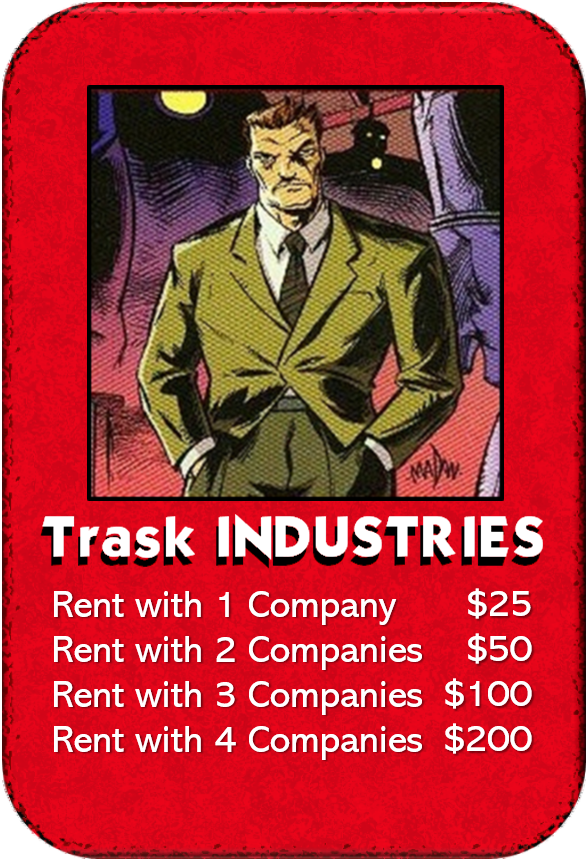 MADW.
Trask INDUSTRIES
Rent with 1 Company $25
Rent with 2 Companies $50
Rent with 3 Companies $100
Rent with 4 Companies $200